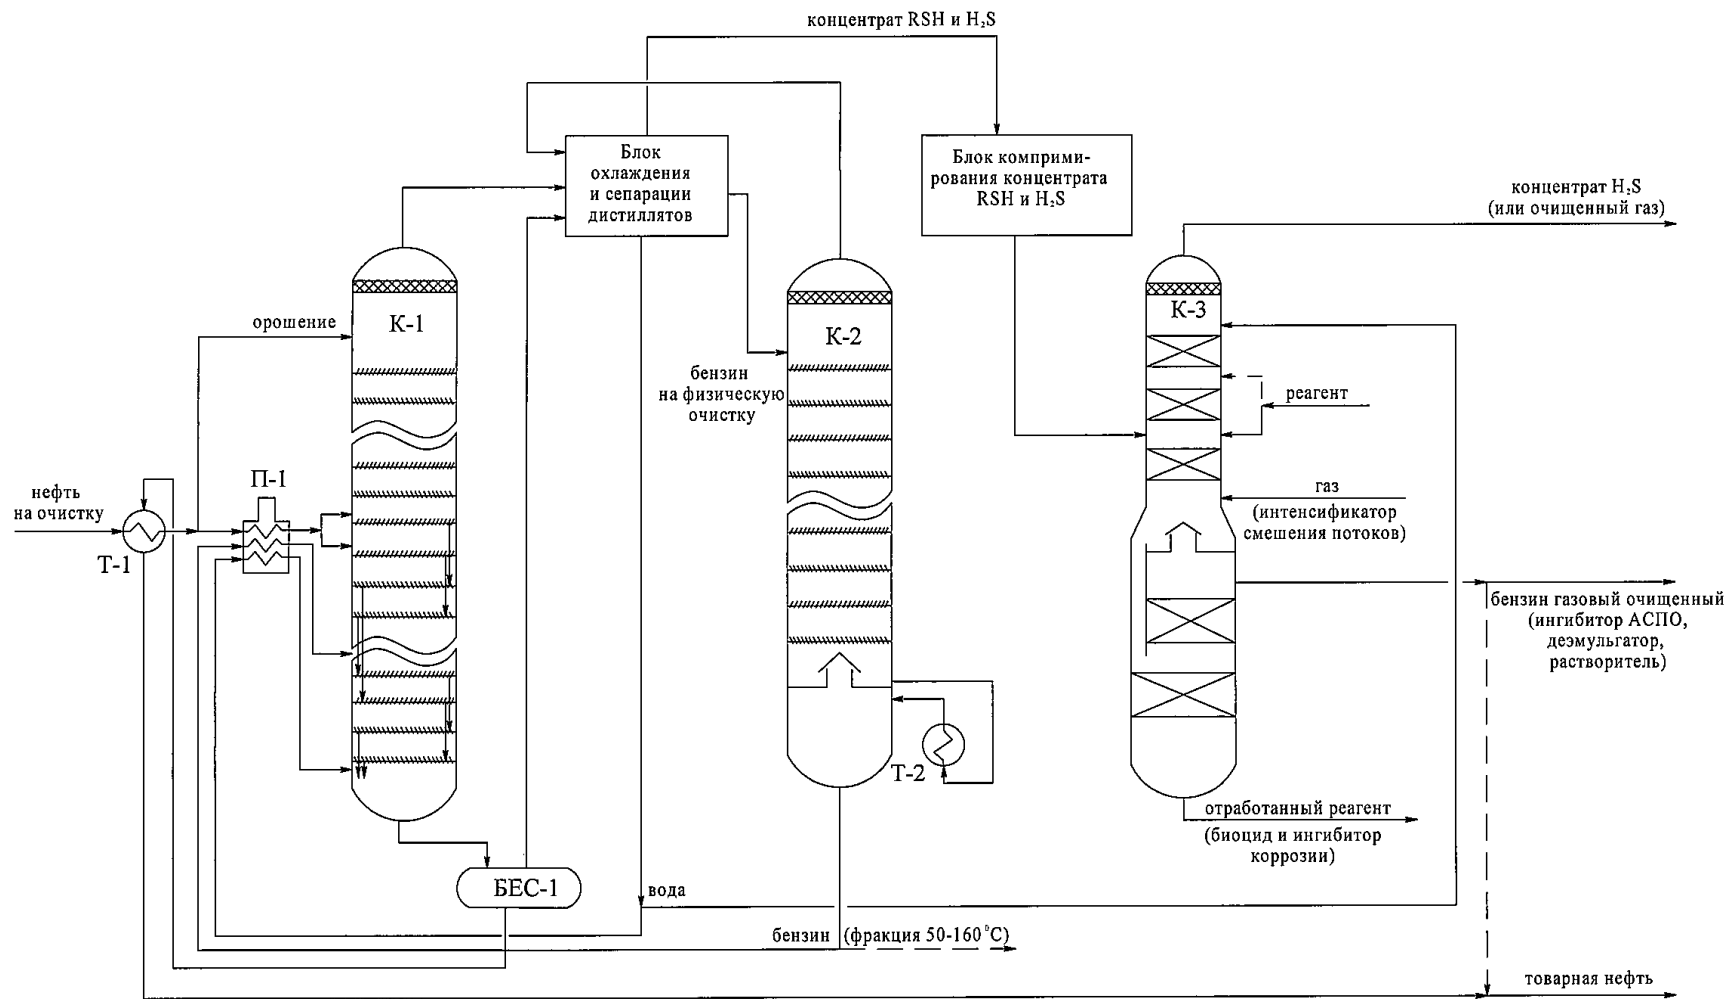 концентрат RSH и H₂S
Блок
охлаждения
и сепарации
дистиллятов
Блок комприми-
рования концентрата
RSH и H₂S
концентрат H₂S
(или очищенный газ)
орошение
К-1
К-2
К-3
бензин
на физическую
очистку
реагент
П-1
нефть
на очистку
Т-1
газ
(интенсификатор
смешения потоков)
бензин газовый очищенный
(ингибитор АСПО,
деэмульгатор,
растворитель)
Т-2
отработанный реагент
(биоцид и ингибитор
коррозии)
БЕС-1
вода
бензин (фракция 50-160 °С)
товарная нефть